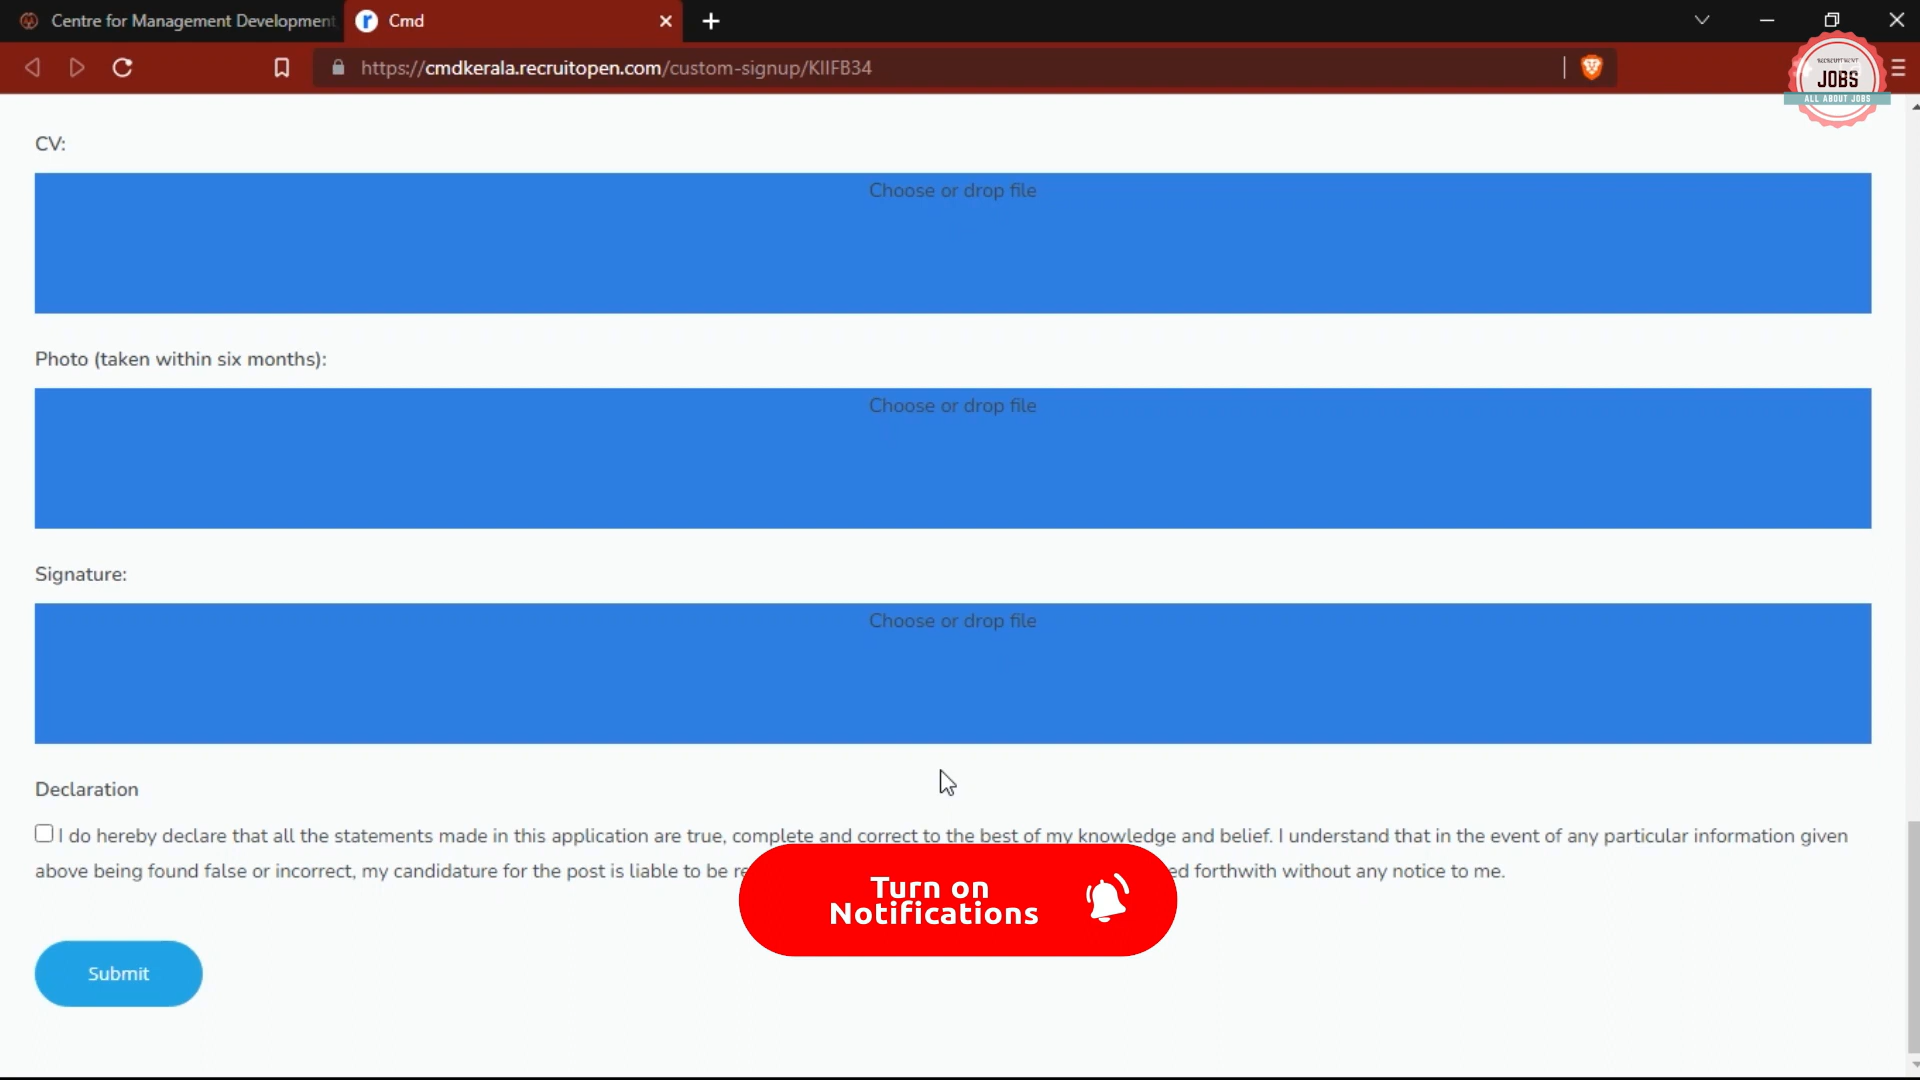 Centre for Management Development
Cmd
https://cmdkerala.recruitopen.com/custom-signup/KIIFB34
RECRUITMENT
JOBS
ALL ABOUT JOBS
CV:
Choose or drop file
Photo (taken within six months):
Choose or drop file
Signature:
Choose or drop file
Declaration
I do hereby declare that all the statements made in this application are true, complete and correct to the best of my knowledge and belief. I understand that in the event of any particular information given
above being found false or incorrect, my candidature for the post is liable to be
ed forthwith without any notice to me.
Turn on
Notifications
Submit